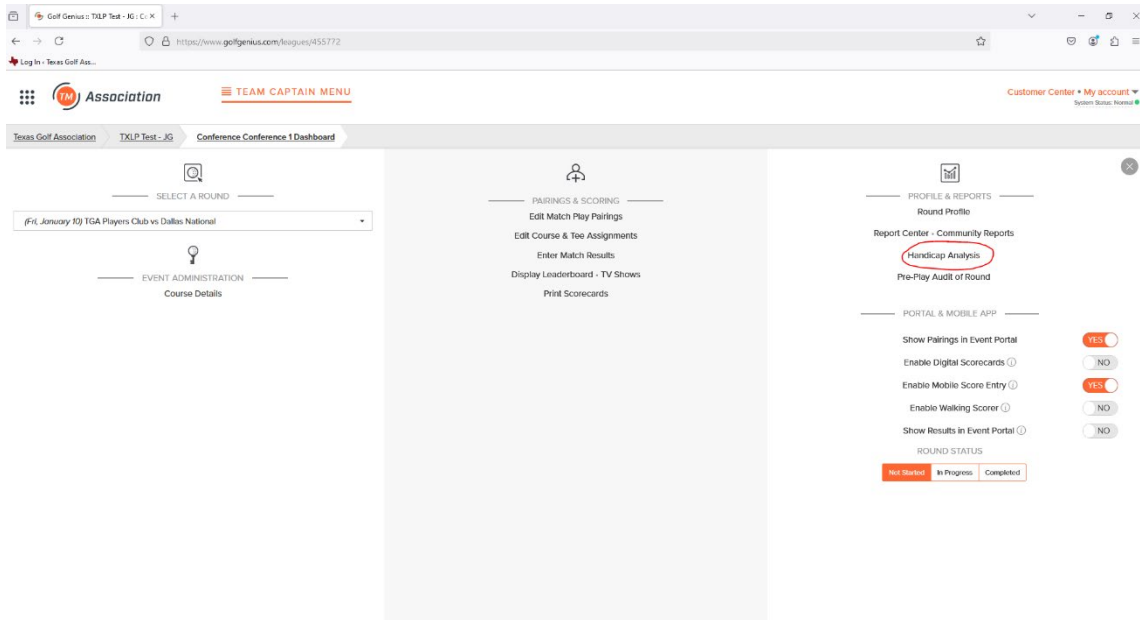 Golf Genius :: TXLP Test - JG : Co
https://www.golfgenius.com/leagues/455772
Log In - Texas Golf Ass...
TM Association
TEAM CAPTAIN MENU
Customer Center • My account
System Status: Normal
Texas Golf Association
TXLP Test - JG
Conference Conference 1 Dashboard
SELECT A ROUND
(Fri, January 10) TGA Players Club vs Dallas National
EVENT ADMINISTRATION
Course Details
PAIRINGS & SCORING
Edit Match Play Pairings
Edit Course & Tee Assignments
Enter Match Results
Display Leaderboard - TV Shows
Print Scorecards
PROFILE & REPORTS
Round Profile
Report Center - Community Reports
Handicap Analysis
Pre-Play Audit of Round
PORTAL & MOBILE APP
Show Pairings in Event Portal YES
Enable Digital Scorecards NO
Enable Mobile Score Entry YES
Enable Walking Scorer NO
Show Results in Event Portal NO
ROUND STATUS
Not Started In Progress Completed